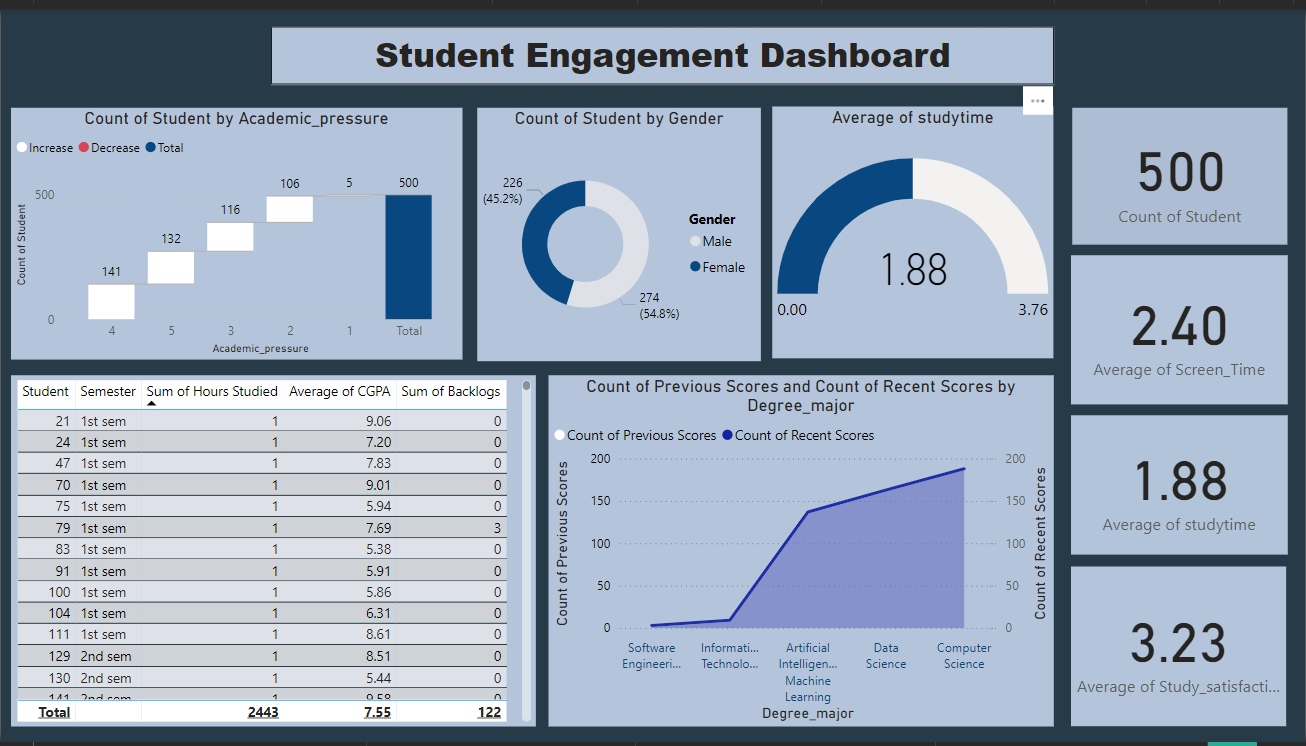 Student Engagement Dashboard
Count of Student by Academic_pressure
Increase Decrease Total
Count of Student
500
0
141
132
116
106
5
500
4 5 3 2 1 Total
Academic_pressure
Count of Student by Gender
226
(45.2%)
274
(54.8%)
Gender
Male
Female
Average of studytime
1.88
0.00 3.76
500
Count of Student
2.40
Average of Screen_Time
1.88
Average of studytime
3.23
Average of Study_satisfacti...
Student Semester Sum of Hours Studied Average of CGPA Sum of Backlogs
21 1st sem 1 9.06 0
24 1st sem 1 7.20 0
47 1st sem 1 7.83 0
70 1st sem 1 9.01 0
75 1st sem 1 5.94 0
79 1st sem 1 7.69 3
83 1st sem 1 5.38 0
91 1st sem 1 5.91 0
100 1st sem 1 5.86 0
104 1st sem 1 6.31 0
111 1st sem 1 8.61 0
129 2nd sem 1 8.51 0
130 2nd sem 1 5.44 0
141 2nd sem 1 9.58 0
Total 2443 7.55 122
Count of Previous Scores and Count of Recent Scores by
Degree_major
Count of Previous Scores Count of Recent Scores
Count of Previous Scores
200
150
100
50
0
200
150
100
50
0
Count of Recent Scores
Software
Engineeri...
Informati...
Technolo...
Artificial
Intelligen...
Machine
Learning
Data
Science
Computer
Science
Degree_major